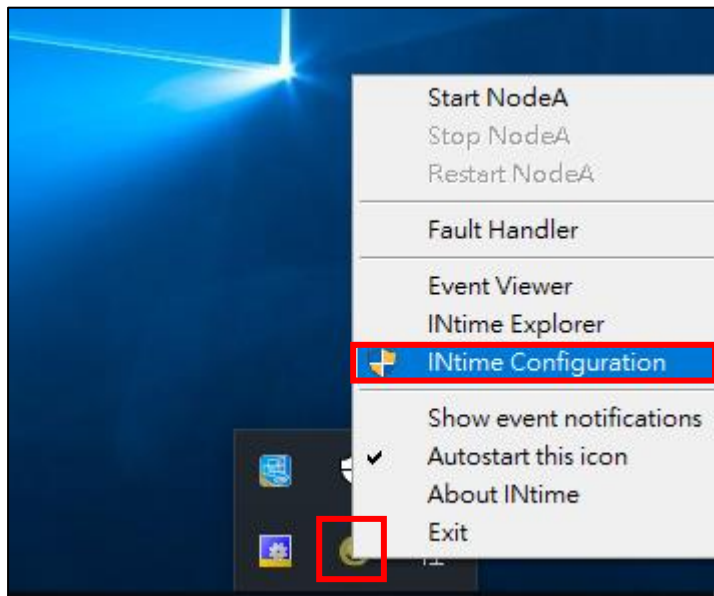 Start NodeA
Stop NodeA
Restart NodeA
Fault Handler
Event Viewer
INtime Explorer
INtime Configuration
Show event notifications
Autostart this icon
About INtime
Exit